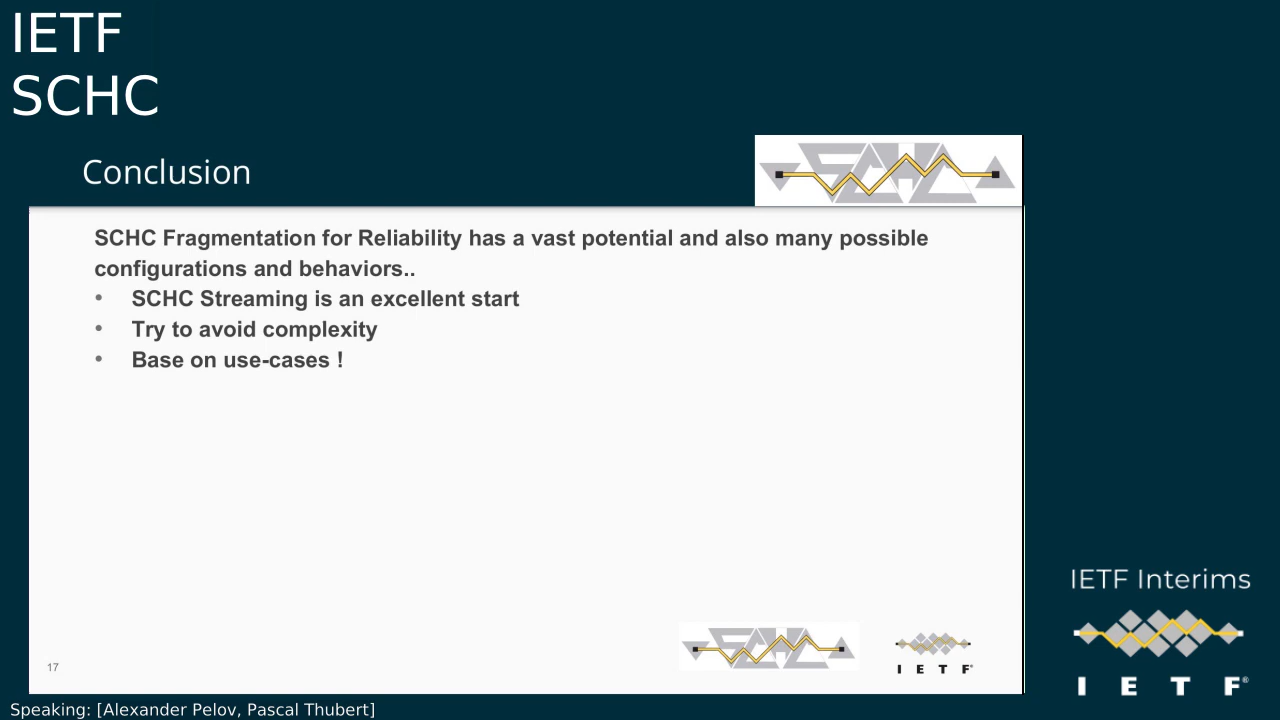 IETF
SCHC
Conclusion
SCHC
SCHC Fragmentation for Reliability has a vast potential and also many possible
configurations and behaviors..
• SCHC Streaming is an excellent start
• Try to avoid complexity
• Base on use-cases !
IETF Interims
SCHC
I E T F
17
I E T F®
Speaking: [Alexander Pelov, Pascal Thubert]